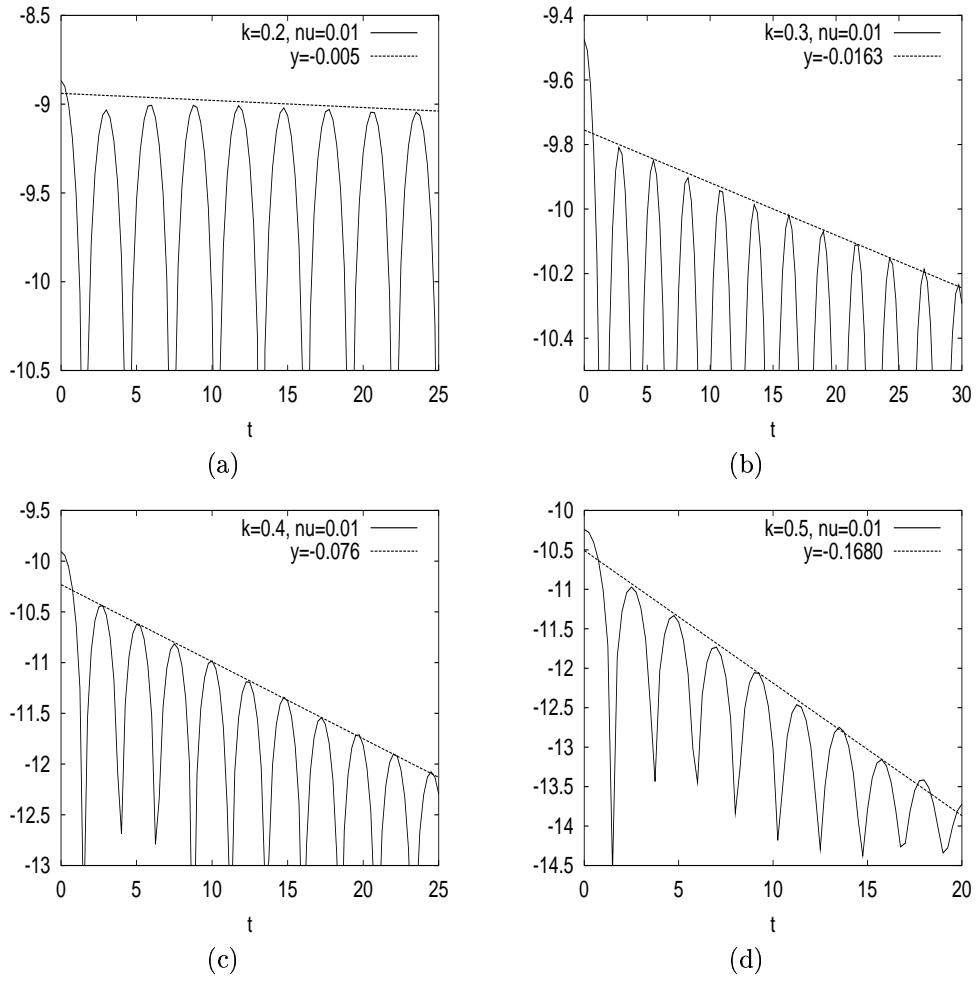 -8.5
-9
-9.5
-10
-10.5
0 5 10 15 20 25
t
k=0.2, nu=0.01
y=-0.005
(a)
-9.4
-9.6
-9.8
-10
-10.2
-10.4
0 5 10 15 20 25 30
t
k=0.3, nu=0.01
y=-0.0163
(b)
-9.5
-10
-10.5
-11
-11.5
-12
-12.5
-13
0 5 10 15 20 25
t
k=0.4, nu=0.01
y=-0.076
(c)
-10
-10.5
-11
-11.5
-12
-12.5
-13
-13.5
-14
-14.5
0 5 10 15 20
t
k=0.5, nu=0.01
y=-0.1680
(d)